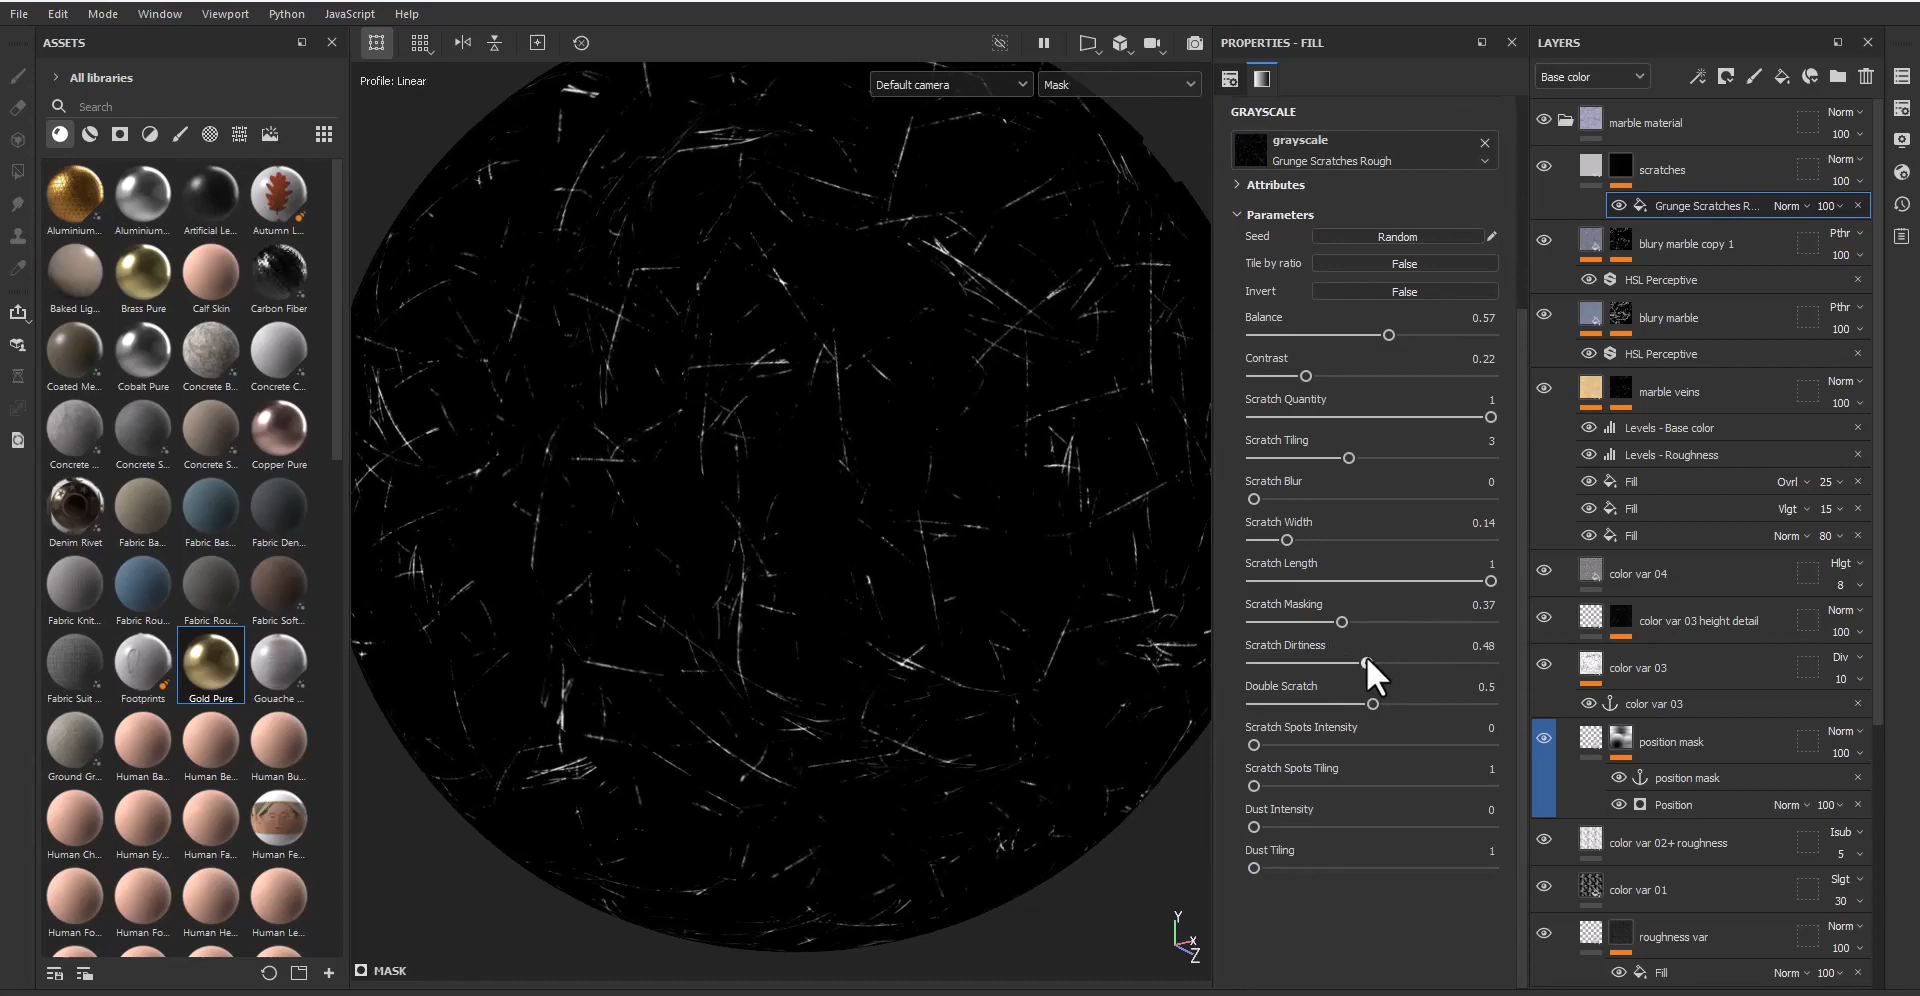 File Edit Mode Window Viewport Python JavaScript Help
ASSETS
All libraries
Search
Aluminium... Aluminium... Artificial Le... Autumn L...
Baked Lig... Brass Pure Calf Skin Carbon Fiber
Coated Me... Cobalt Pure Concrete B... Concrete C...
Concrete ... Concrete S... Concrete S... Copper Pure
Denim Rivet Fabric Ba... Fabric Bas... Fabric Den...
Fabric Knit... Fabric Rou... Fabric Rou... Fabric Soft...
Fabric Suit ... Footprints Gold Pure Gouache ...
Ground Gr... Human Ba... Human Be... Human Bu...
Human Ch... Human Ey... Human Fa... Human Fe...
Human Fo... Human Fo... Human He... Human Le...
Profile: Linear
Default camera
Mask
Y
X
Z
MASK
PROPERTIES - FILL
GRAYSCALE
grayscale
Grunge Scratches Rough
Attributes
Parameters
Seed Random
Tile by ratio False
Invert False
Balance 0.57
Contrast 0.22
Scratch Quantity 1
Scratch Tiling 3
Scratch Blur 0
Scratch Width 0.14
Scratch Length 1
Scratch Masking 0.37
Scratch Dirtiness 0.48
Double Scratch 0.5
Scratch Spots Intensity 0
Scratch Spots Tiling 1
Dust Intensity 0
Dust Tiling 1
LAYERS
Base color
marble material Norm 100
scratches Norm 100
Grunge Scratches R... Norm 100
blury marble copy 1 Pthr 100
HSL Perceptive
blury marble Pthr 100
HSL Perceptive
marble veins Norm 100
Levels - Base color
Levels - Roughness
Fill Ovrl 25
Fill Vlgt 15
Fill Norm 80
color var 04 Hlgt 8
color var 03 height detail Norm 100
color var 03 Div 10
color var 03
position mask Norm 100
position mask
Position Norm 100
color var 02+ roughness lsub 5
color var 01 Slgt 30
roughness var Norm 100
Fill Norm 100